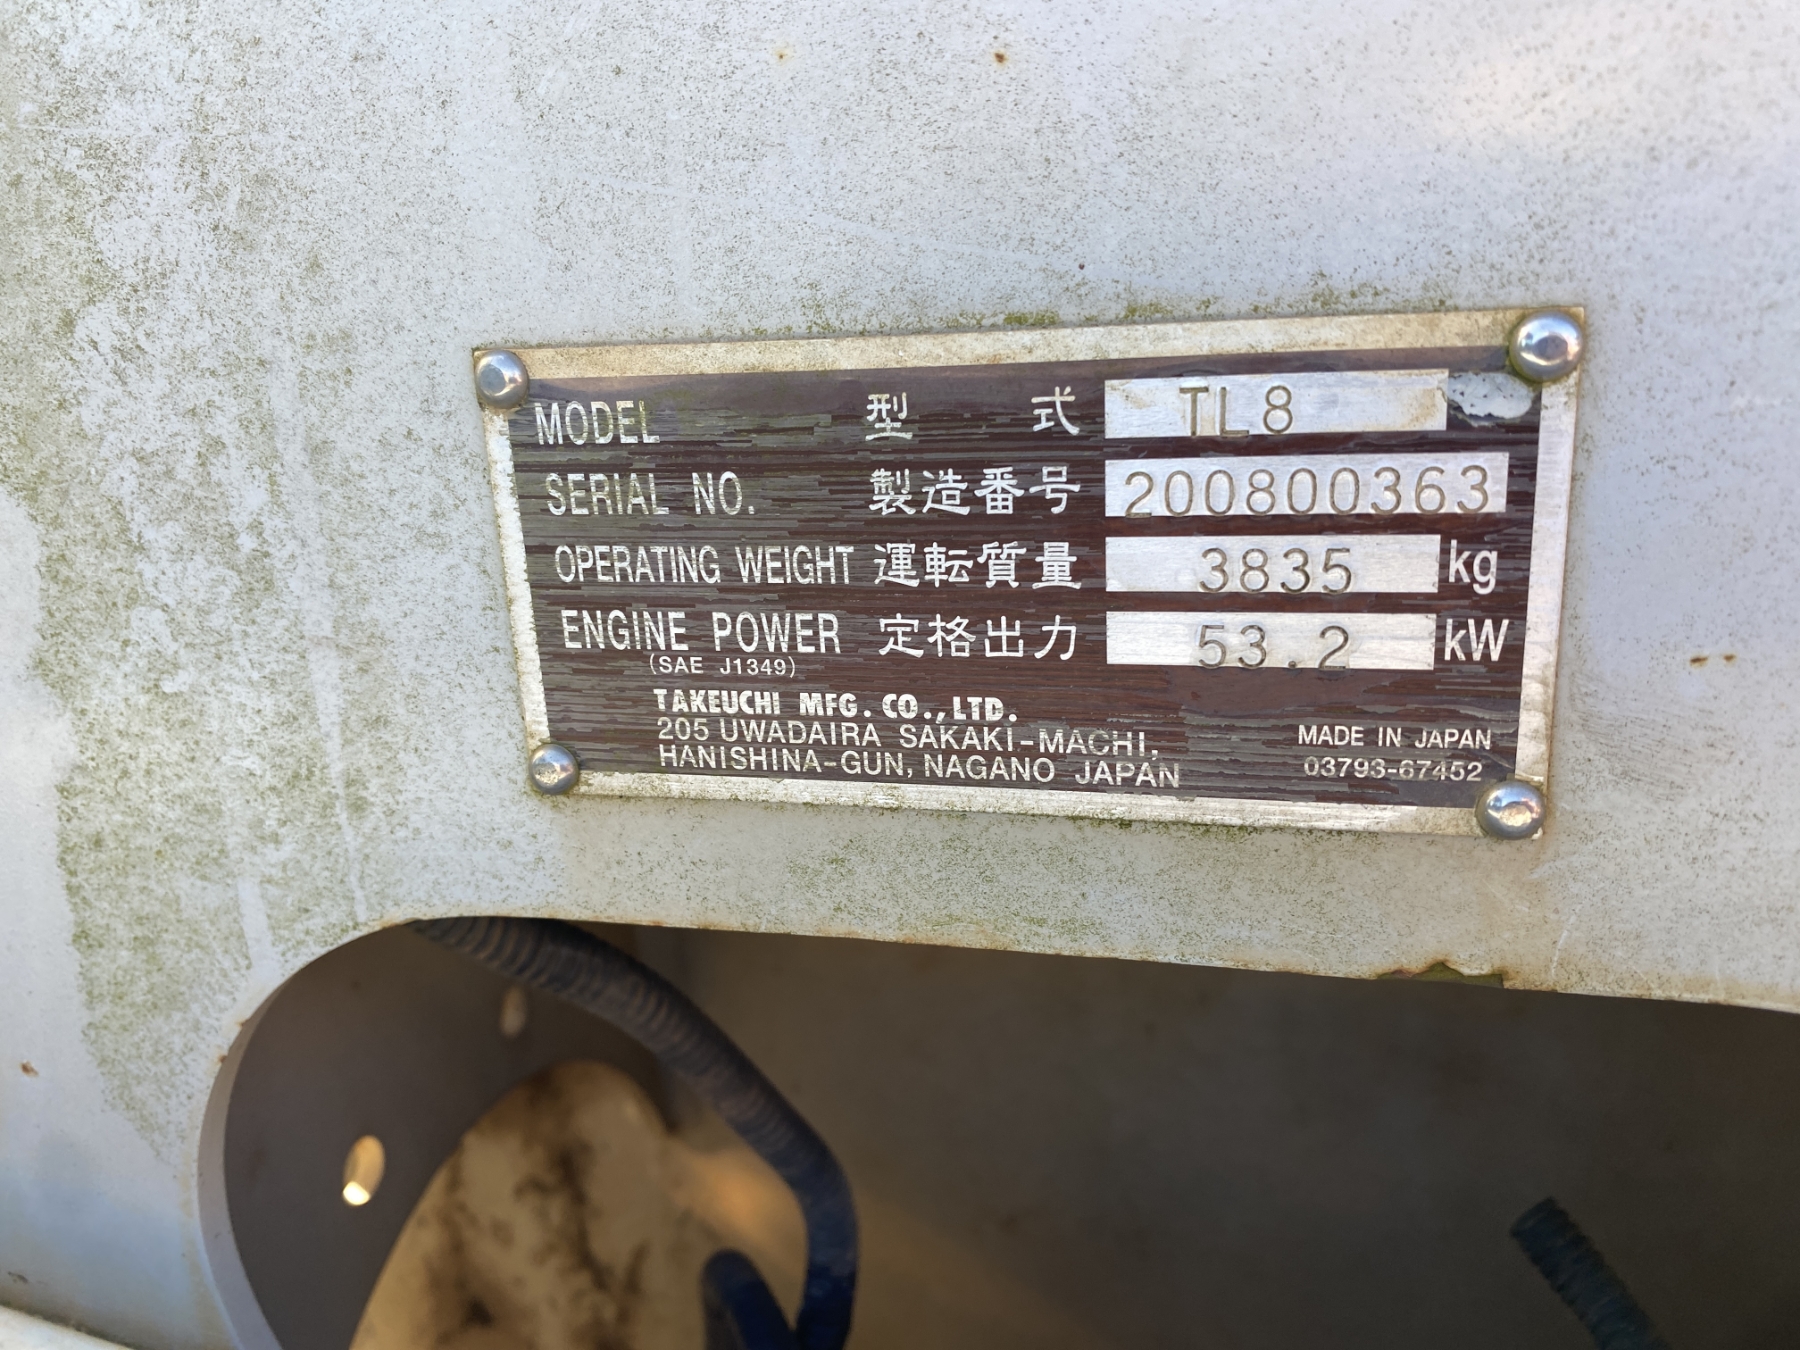 MODEL 型式 TL8
SERIAL NO. 製造番号 200800363
OPERATING WEIGHT 運転質量 3835 kg
ENGINE POWER 定格出力 53.2 kW
(SAE J1349)
TAKEUCHI MFG. CO.,LTD.
205 UWADAIRA SAKAKI-MACHI,
HANISHINA-GUN, NAGANO JAPAN
MADE IN JAPAN
03793-67452